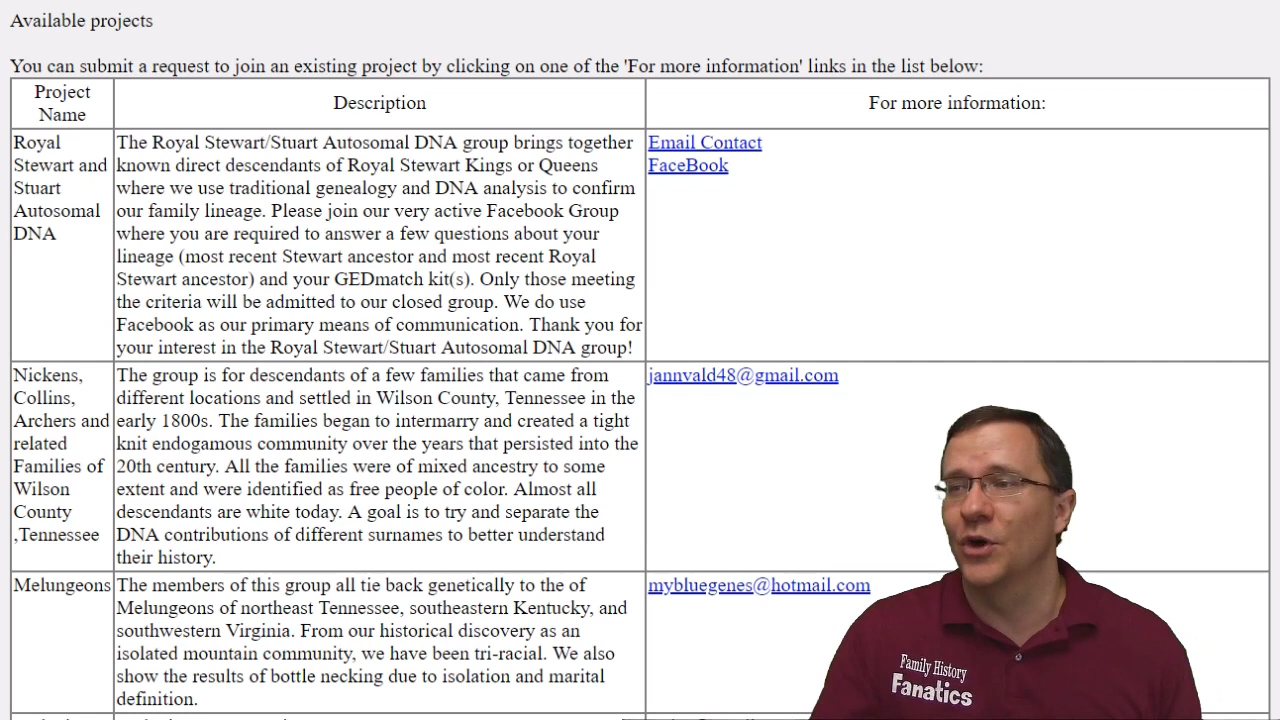 Available projects
You can submit a request to join an existing project by clicking on one of the 'For more information' links in the list below:
Project
Name
Description
For more information:
Royal
Stewart and
Stuart
Autosomal
DNA
The Royal Stewart/Stuart Autosomal DNA group brings together
known direct descendants of Royal Stewart Kings or Queens
where we use traditional genealogy and DNA analysis to confirm
our family lineage. Please join our very active Facebook Group
where you are required to answer a few questions about your
lineage (most recent Stewart ancestor and most recent Royal
Stewart ancestor) and your GEDmatch kit(s). Only those meeting
the criteria will be admitted to our closed group. We do use
Facebook as our primary means of communication. Thank you for
your interest in the Royal Stewart/Stuart Autosomal DNA group!
Email Contact
FaceBook
Nickens,
Collins,
Archers and
related
Families of
Wilson
County
,Tennessee
The group is for descendants of a few families that came from
different locations and settled in Wilson County, Tennessee in the
early 1800s. The families began to intermarry and created a tight
knit endogamous community over the years that persisted into the
20th century. All the families were of mixed ancestry to some
extent and were identified as free people of color. Almost all
descendants are white today. A goal is to try and separate the
DNA contributions of different surnames to better understand
their history.
jannvald48@gmail.com
Melungeons
The members of this group all tie back genetically to the of
Melungeons of northeast Tennessee, southeastern Kentucky, and
southwestern Virginia. From our historical discovery as an
isolated mountain community, we have been tri-racial. We also
show the results of bottle necking due to isolation and marital
definition.
mybluegenes@hotmail.com
Family History
Fanatics